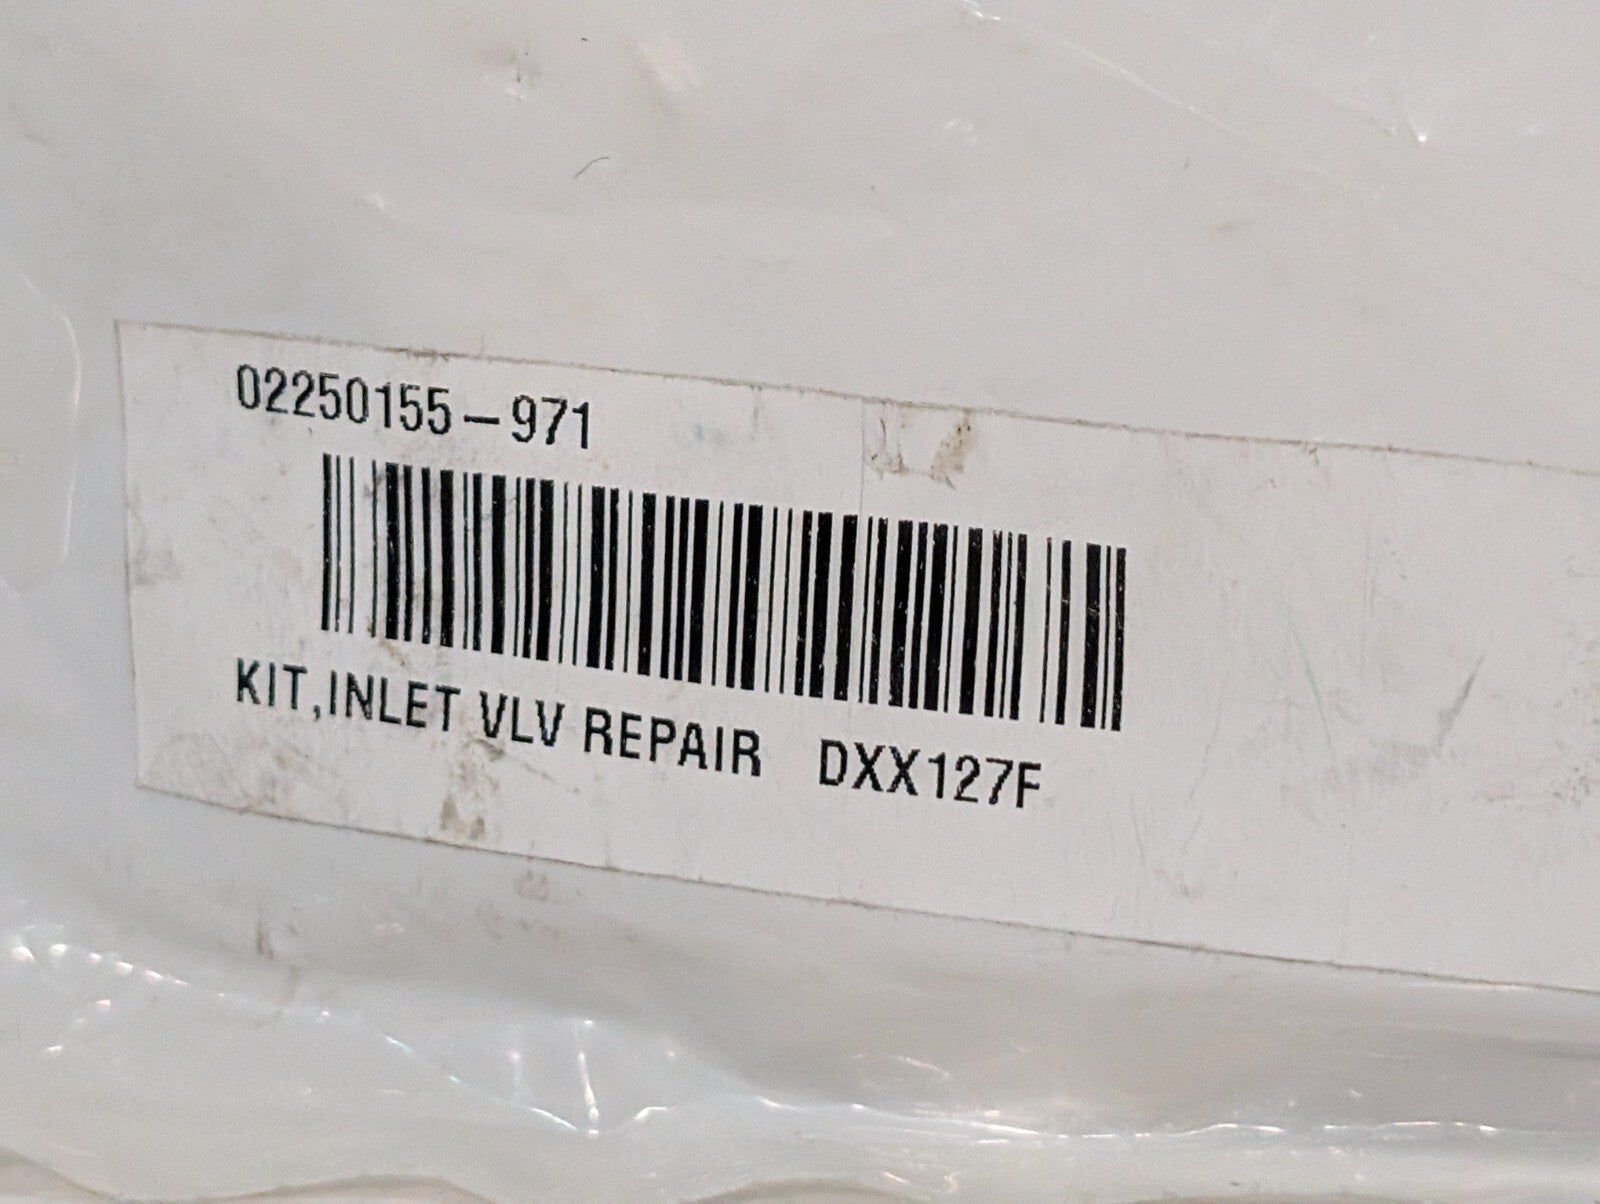 02250155-971
KIT,INLET VLV REPAIR DXX127F